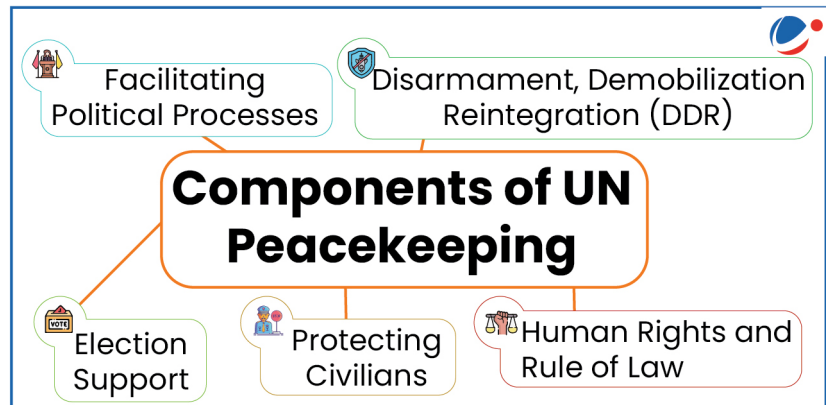 Facilitating
Political Processes
Disarmament, Demobilization
Reintegration (DDR)
Components of UN
Peacekeeping
VOTE
Election
Support
Protecting
Civilians
Human Rights and
Rule of Law